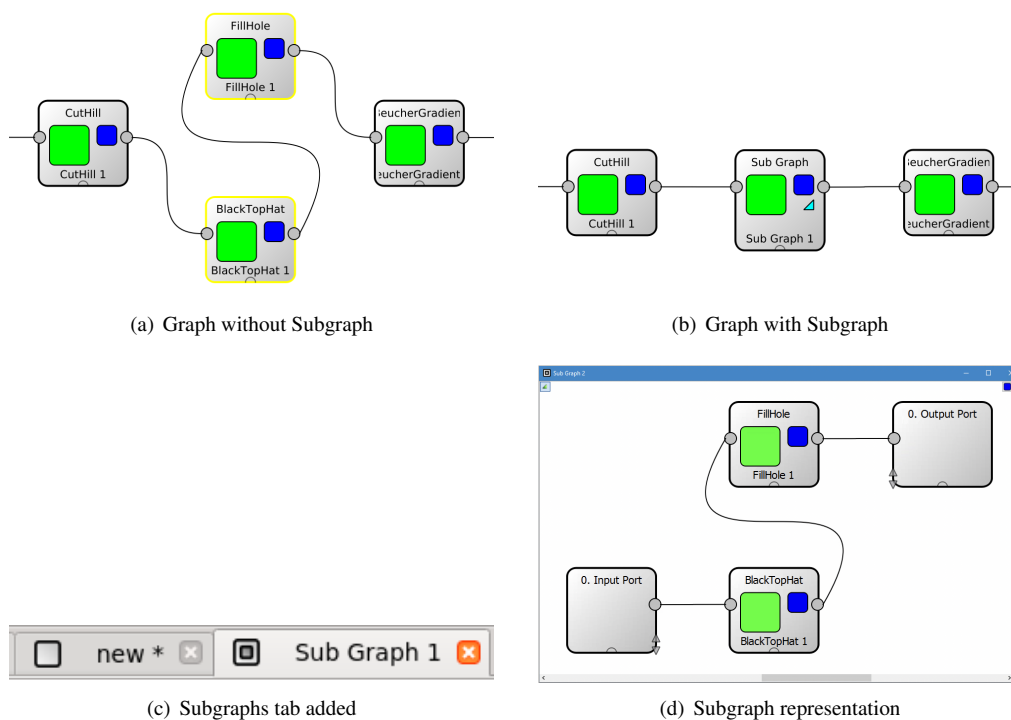 FillHole
FillHole 1
CutHill
CutHill 1
BeucherGradien
eucherGradient
BlackTopHat
BlackTopHat 1
(a) Graph without Subgraph
CutHill
CutHill 1
Sub Graph
Sub Graph 1
BeucherGradien
eucherGradient
(b) Graph with Subgraph
new *
Sub Graph 1
(c) Subgraphs tab added
Sub Graph 2
FillHole
FillHole 1
0. Output Port
0. Input Port
BlackTopHat
BlackTopHat 1
(d) Subgraph representation